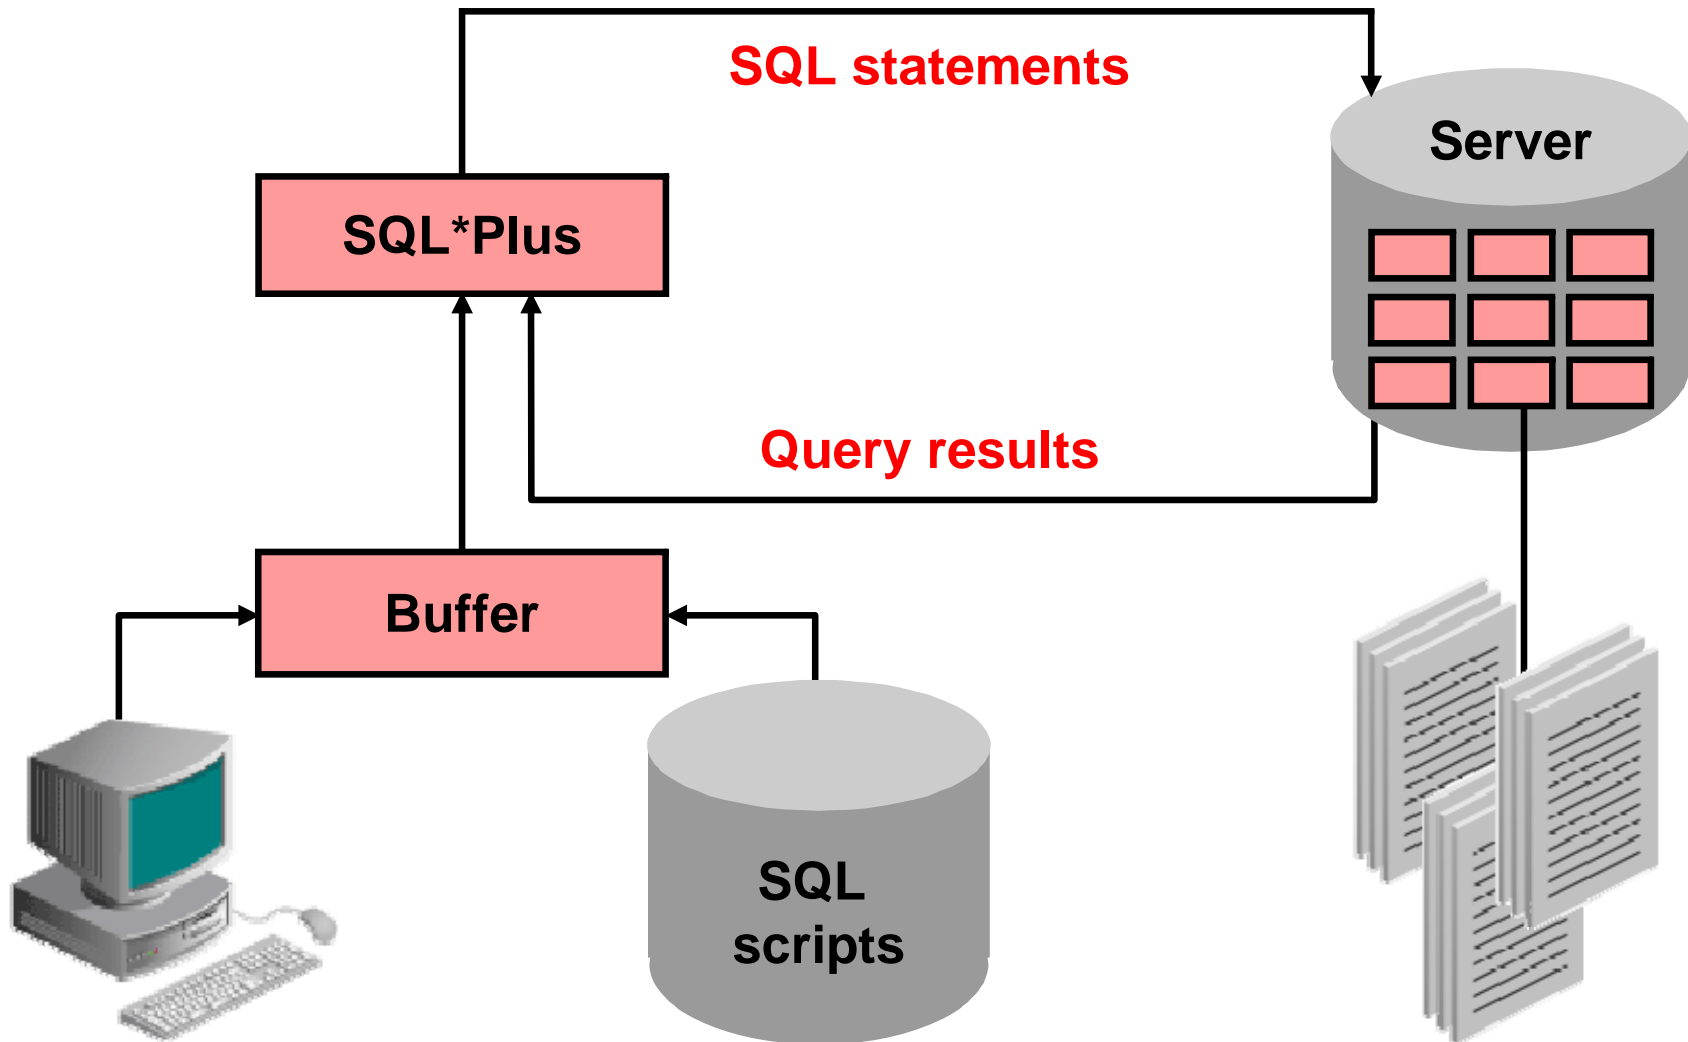 SQL statements
Server
SQL*Plus
Query results
Buffer
SQL
scripts